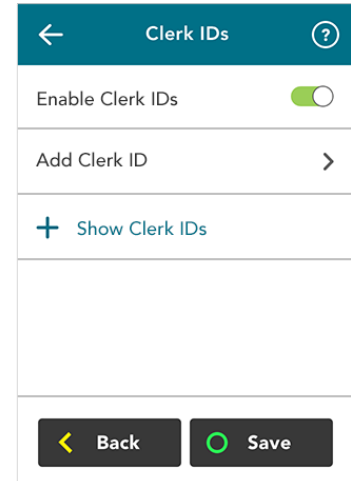 Clerk IDs ?
Enable Clerk IDs
Add Clerk ID
Show Clerk IDs
Back
Save